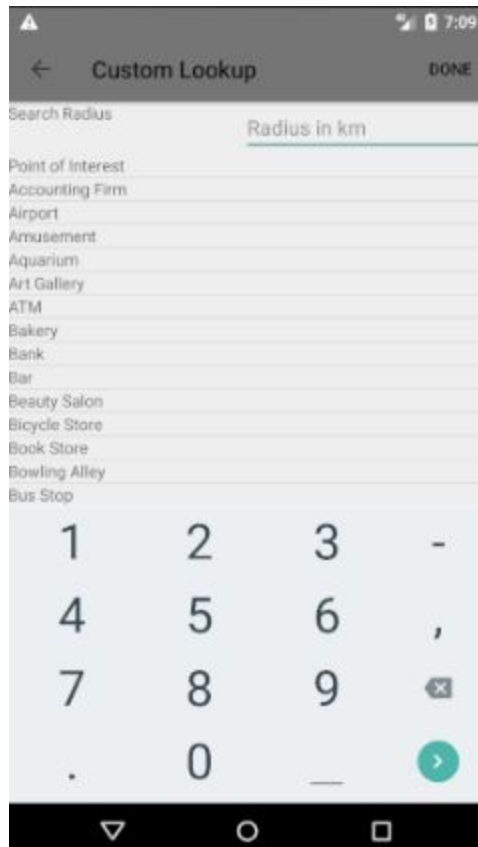 7:09
Custom Lookup DONE
Search Radius
Radius in km
Point of Interest
Accounting Firm
Airport
Amusement
Aquarium
Art Gallery
ATM
Bakery
Bank
Bar
Beauty Salon
Bicycle Store
Book Store
Bowling Alley
Bus Stop
1 2 3 -
4 5 6 ,
7 8 9
. 0 _